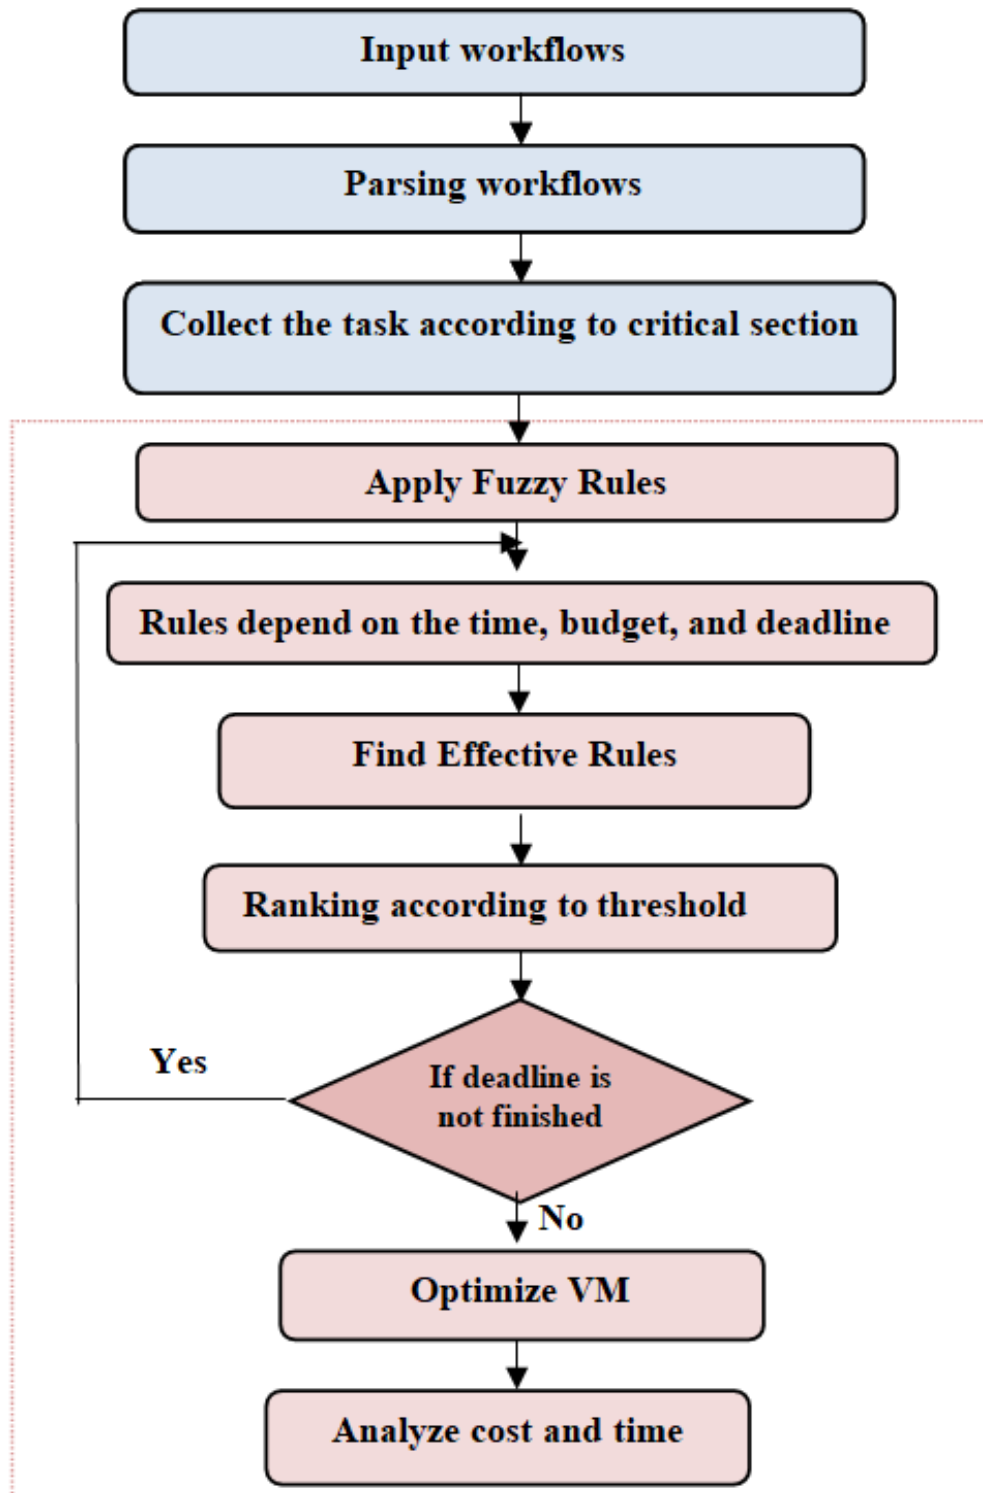 Input workflows
Parsing workflows
Collect the task according to critical section
Apply Fuzzy Rules
Rules depend on the time, budget, and deadline
Find Effective Rules
Ranking according to threshold
Yes
If deadline is
not finished
No
Optimize VM
Analyze cost and time